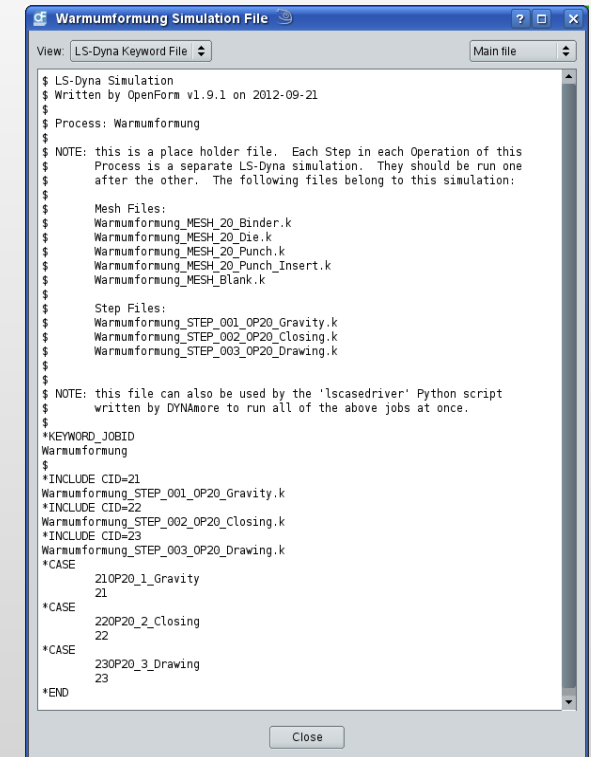 Warmumformung Simulation File
View: LS-Dyna Keyword File Main file
$ LS-Dyna Simulation
$ Written by OpenForm v1.9.1 on 2012-09-21
$
$ Process: Warmumformung
$
$ NOTE: this is a place holder file. Each Step in each Operation of this
$ Process is a separate LS-Dyna simulation. They should be run one
$ after the other. The following files belong to this simulation:
$
$ Mesh Files:
$ Warmumformung_MESH_20_Binder.k
$ Warmumformung_MESH_20_Die.k
$ Warmumformung_MESH_20_Punch.k
$ Warmumformung_MESH_20_Punch_Insert.k
$ Warmumformung_MESH_Blank.k
$
$ Step Files:
$ Warmumformung_STEP_001_OP20_Gravity.k
$ Warmumformung_STEP_002_OP20_Closing.k
$ Warmumformung_STEP_003_OP20_Drawing.k
$
$
$ NOTE: this file can also be used by the 'lscasedriver' Python script
$ written by DYNAmore to run all of the above jobs at once.
$
*KEYWORD_JOBID
Warmumformung
$
*INCLUDE CID=21
Warmumformung_STEP_001_OP20_Gravity.k
*INCLUDE CID=22
Warmumformung_STEP_002_OP20_Closing.k
*INCLUDE CID=23
Warmumformung_STEP_003_OP20_Drawing.k
*CASE
21OP20_1_Gravity
21
*CASE
22OP20_2_Closing
22
*CASE
23OP20_3_Drawing
23
*END
Close